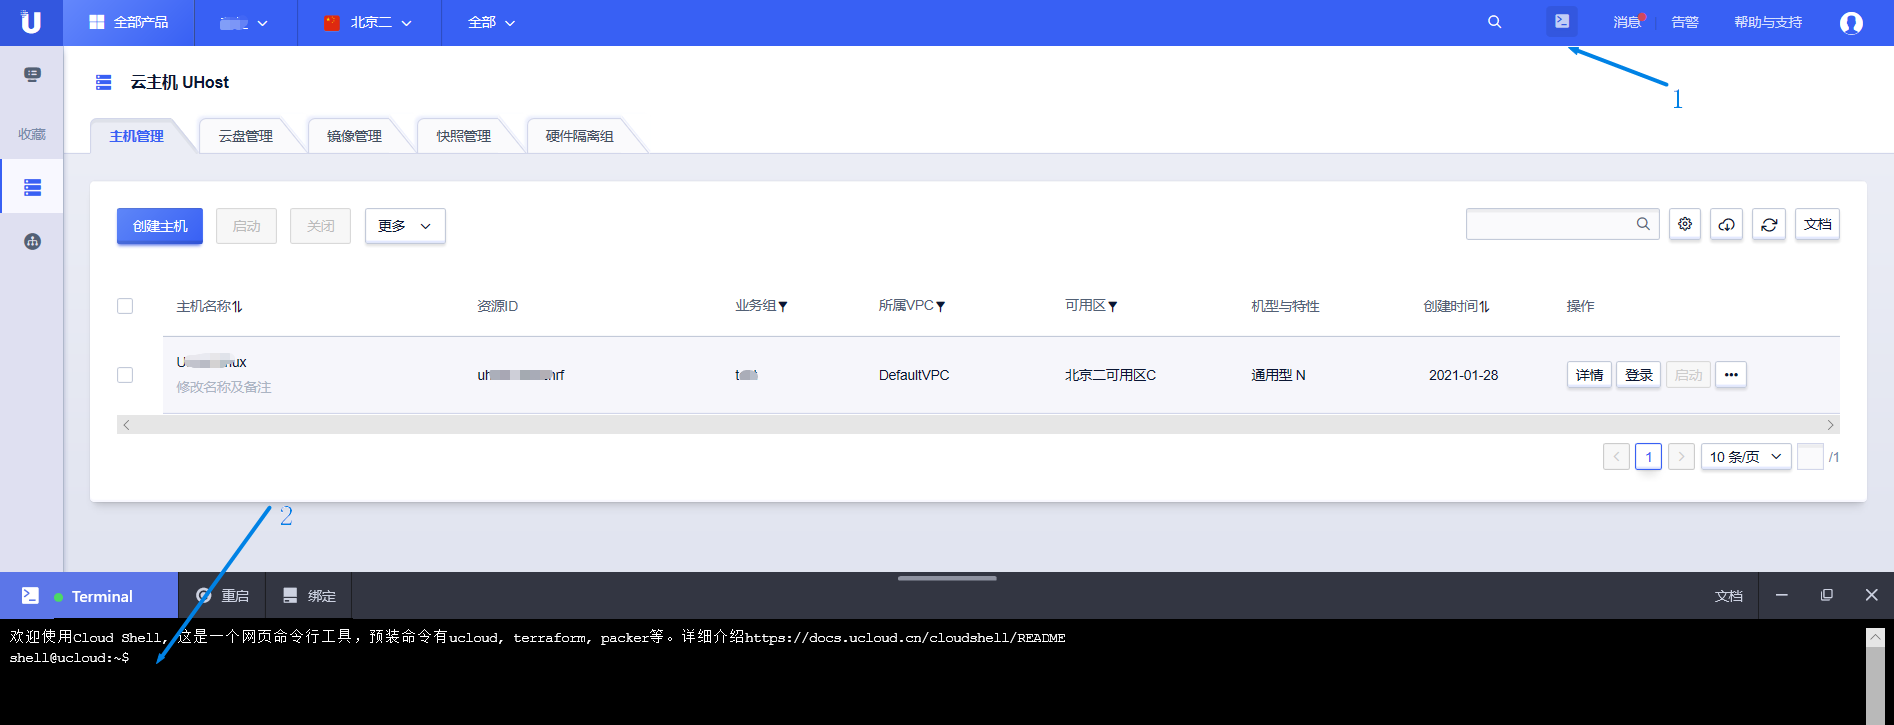 全部产品 北京二 全部 消息 告警 帮助与支持
1
云主机 UHost
收藏
主机管理 云盘管理 镜像管理 快照管理 硬件隔离组
创建主机 启动 关闭 更多 文档
主机名称 资源ID 业务组 所属VPC 可用区 机型与特性 创建时间 操作
DefaultVPC 北京二可用区C 通用型 N 2021-01-28 详情 登录 启动 •••
修改名称及备注
1 10 条/页 /1
2
Terminal 重启 绑定 文档
欢迎使用Cloud Shell, 这是一个网页命令行工具，预装命令有ucloud, terraform, packer等。详细介绍https://docs.ucloud.cn/cloudshell/README
shell@ucloud:~$